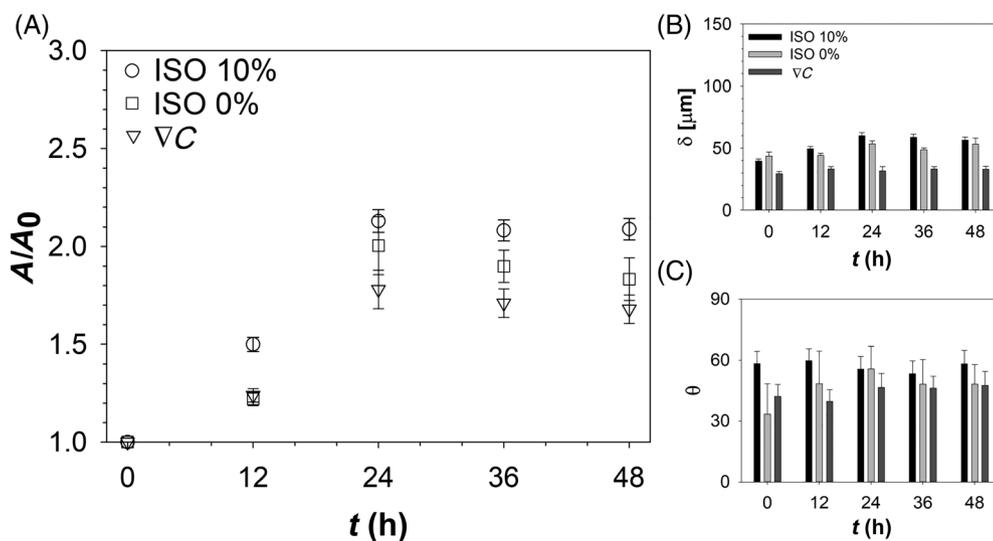 (A)
3.0
2.5
2.0
1.5
1.0
A/A0
ISO 10%
ISO 0%
∇C
0 12 24 36 48
t (h)
(B)
150
100
50
0
δ [μm]
ISO 10%
ISO 0%
∇C
0 12 24 36 48
t (h)
(C)
90
60
30
0
θ
0 12 24 36 48
t (h)